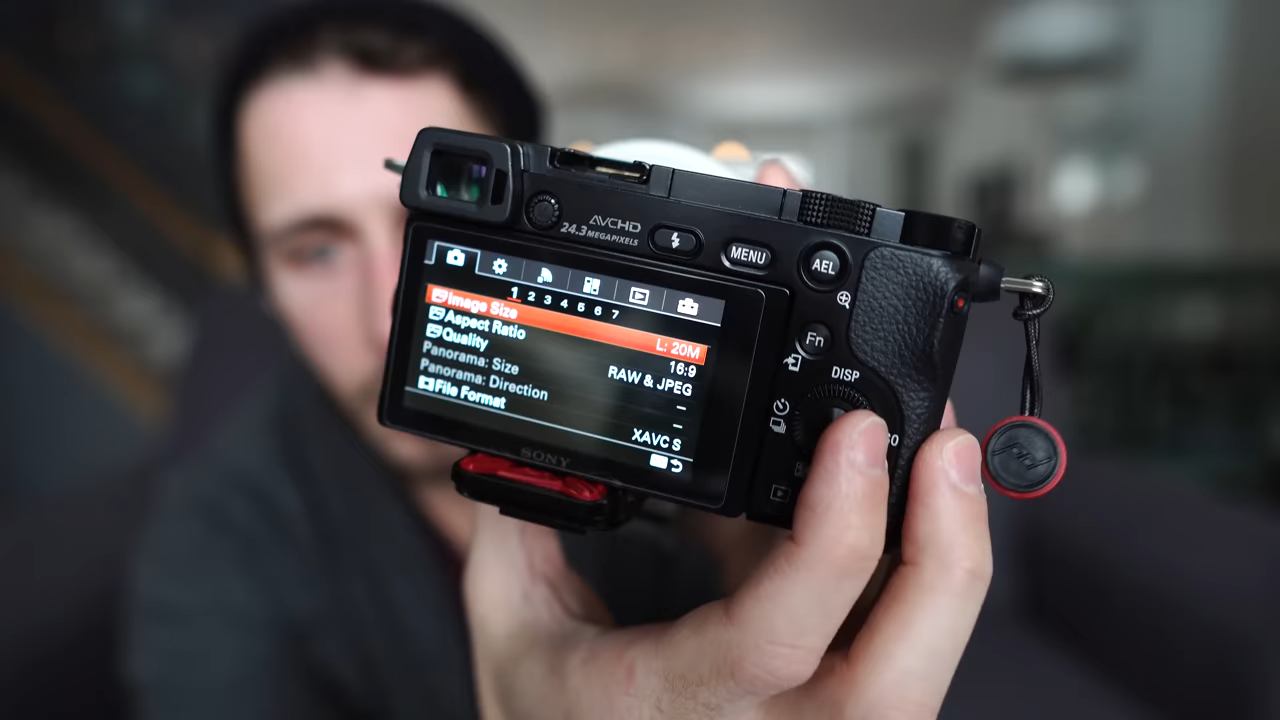 AVCHD
24.3 MEGAPIXELS
MENU
AEL
1 2 3 4 5 6 7
Image Size L: 20M
Aspect Ratio 16:9
Quality RAW & JPEG
Panorama: Size –
Panorama: Direction –
File Format XAVC S
Fn
DISP
SONY